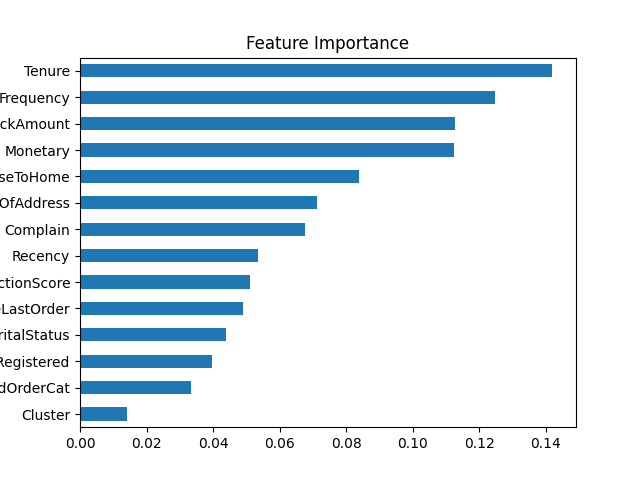 Feature Importance
Tenure
Frequency
ckAmount
Monetary
seToHome
OfAddress
Complain
Recency
ctionScore
LastOrder
ritalStatus
Registered
dOrderCat
Cluster
0.00 0.02 0.04 0.06 0.08 0.10 0.12 0.14